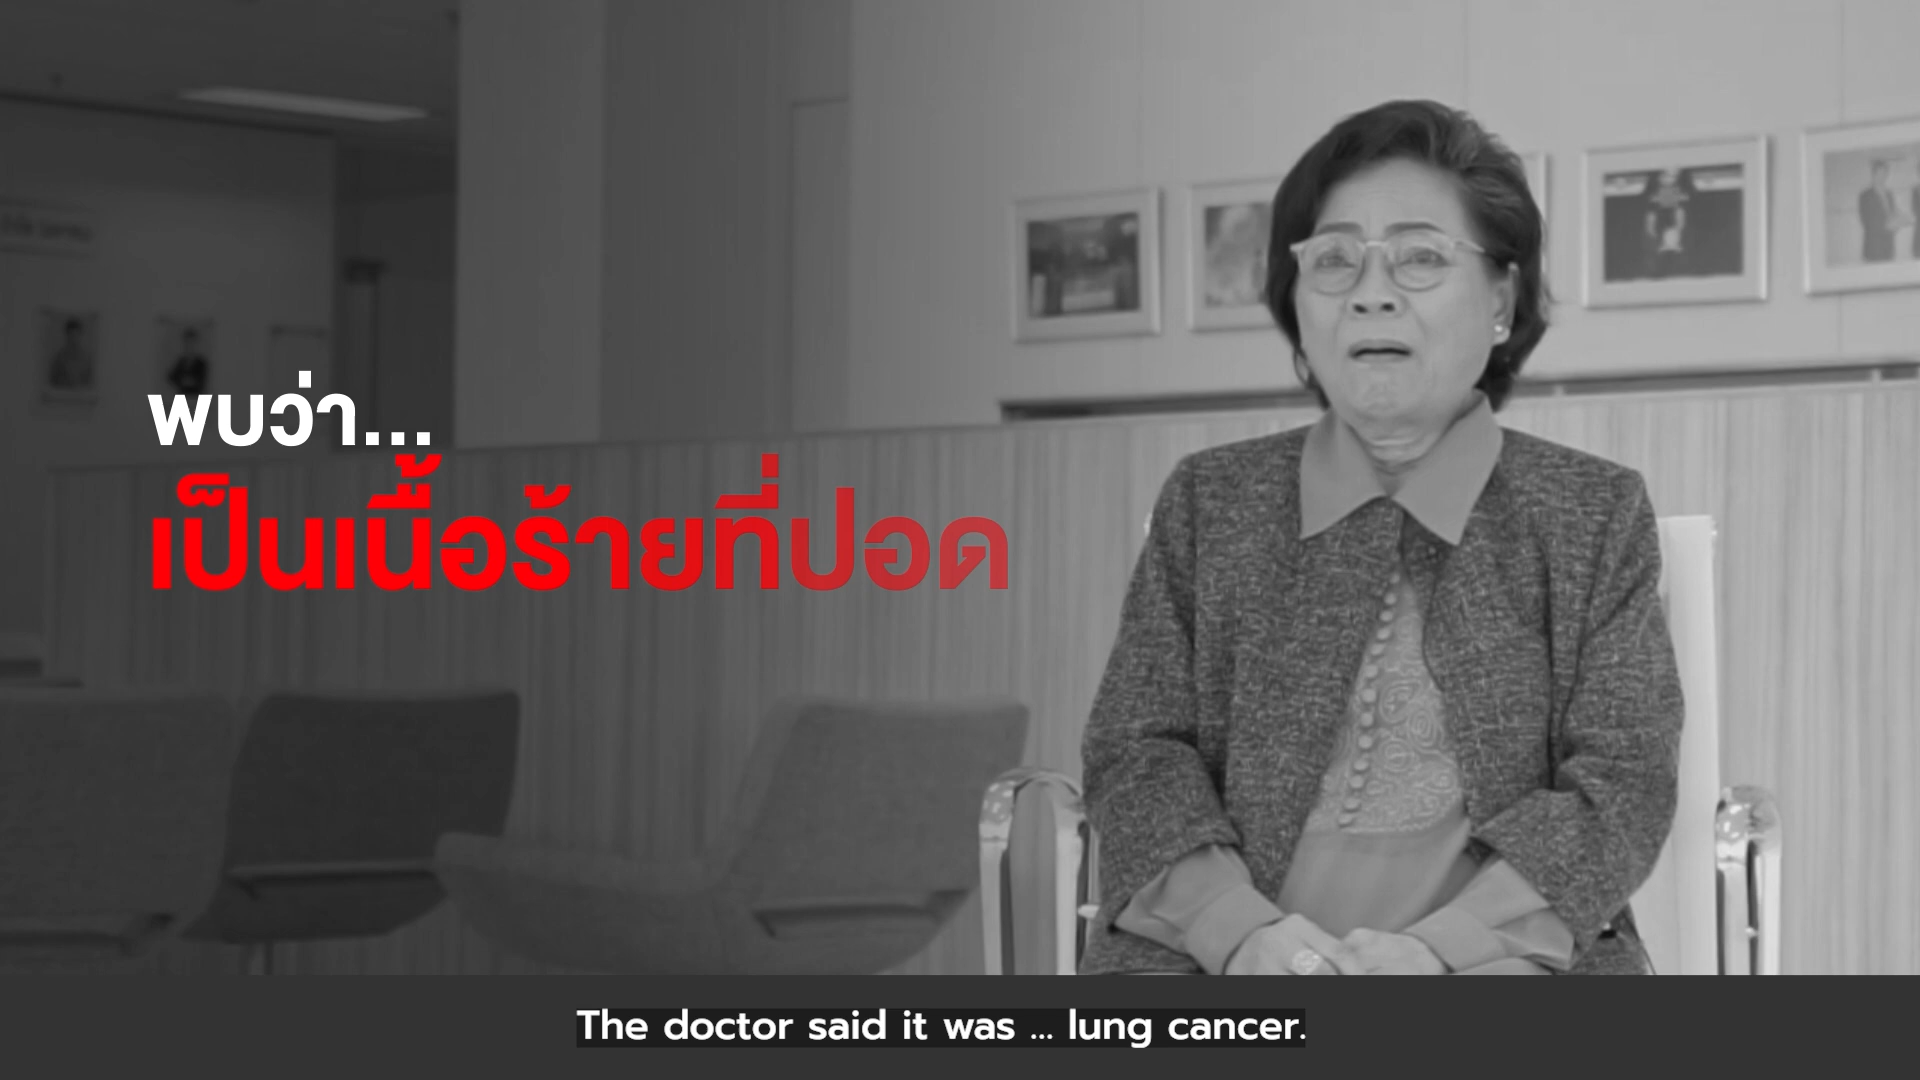 พบว่า...
เป็นเนื้อร้ายที่ปอด
The doctor said it was ... lung cancer.